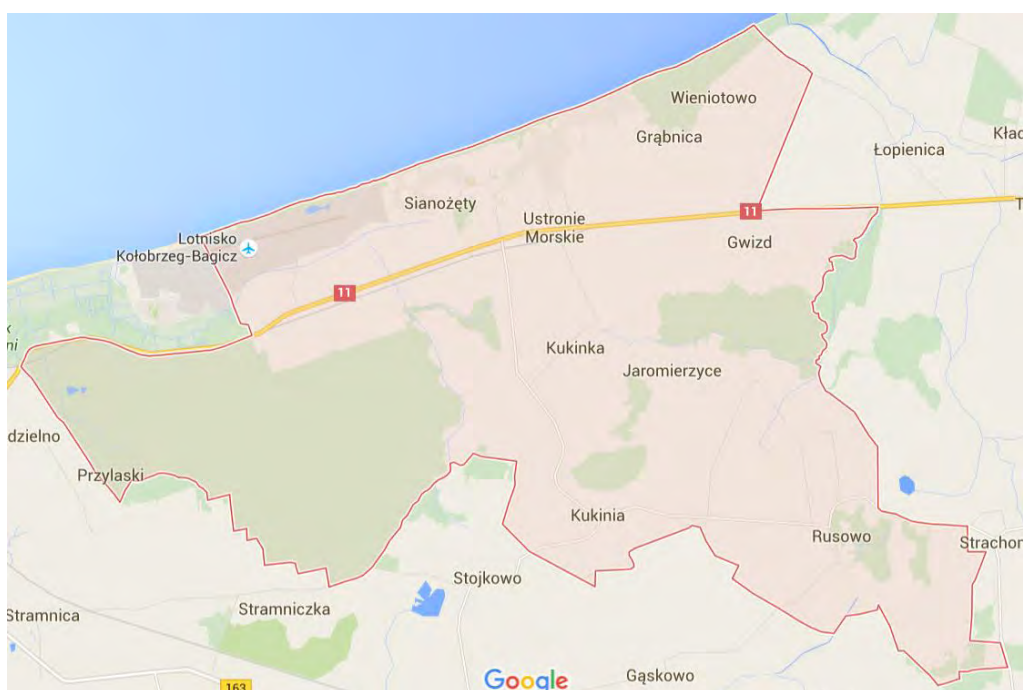 Wieniotowo
Grąbnica
Łopienica
Kład
Sianożęty
Ustronie
Morskie
11
Gwizd
Lotnisko
Kołobrzeg-Bagicz
11
Kukinka
Jaromierzyce
dzielno
Przylaski
Kukinia
Rusowo
Strachom
Stojkowo
Stramniczka
Stramnica
Gąskowo
163
Google